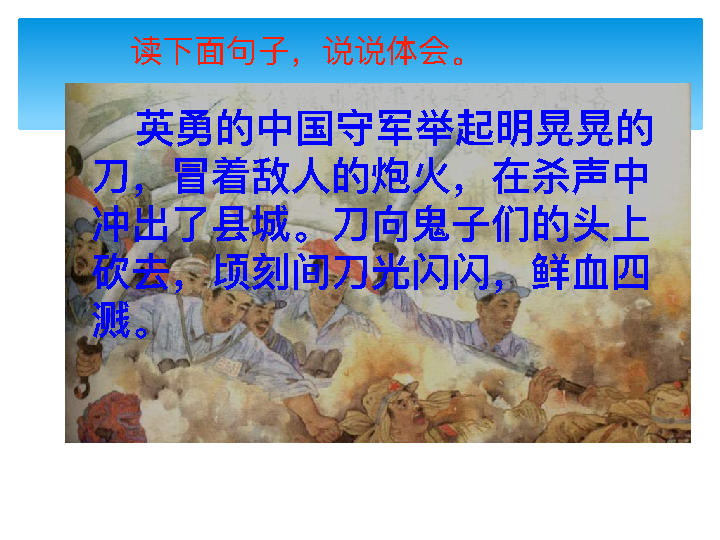 读下面句子，说说体会。
英勇的中国守军举起明晃晃的
刀，冒着敌人的炮火，在杀声中
冲出了县城。刀向鬼子们的头上
砍去，顷刻间刀光闪闪，鲜血四
溅。